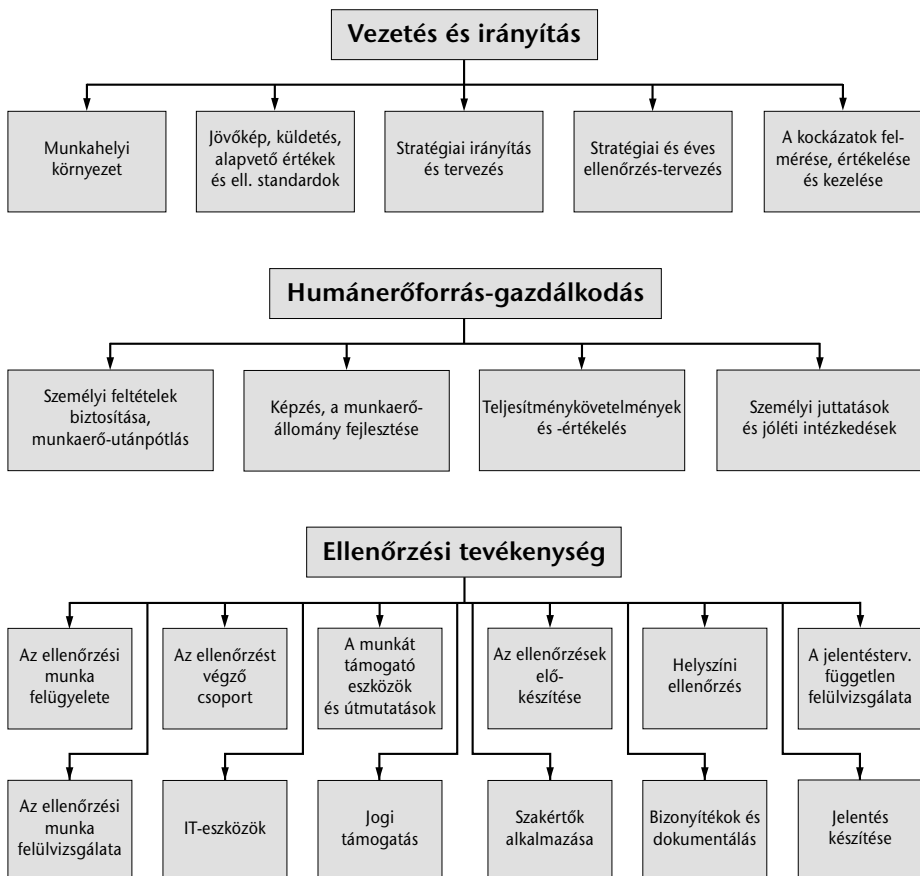 Vezetés és irányítás
Munkahelyi
környezet
Jövőkép, küldetés,
alapvető értékek
és ell. standardok
Stratégiai irányítás
és tervezés
Stratégiai és éves
ellenőrzés-tervezés
A kockázatok fel-
mérése, értékelése
és kezelése
Humánerőforrás-gazdálkodás
Személyi feltételek
biztosítása,
munkaerő-utánpótlás
Képzés, a munkaerő-
állomány fejlesztése
Teljesítménykövetelmények
és -értékelés
Személyi juttatások
és jóléti intézkedések
Ellenőrzési tevékenység
Az ellenőrzési
munka
felügyelete
Az ellenőrzést
végző
csoport
A munkát
támogató
eszközök
és útmutatások
Az ellenőrzések
elő-
készítése
Helyszíni
ellenőrzés
A jelentésterv.
független
felülvizsgálata
Az ellenőrzési
munka
felülvizsgálata
IT-eszközök
Jogi
támogatás
Szakértők
alkalmazása
Bizonyítékok és
dokumentálás
Jelentés
készítése